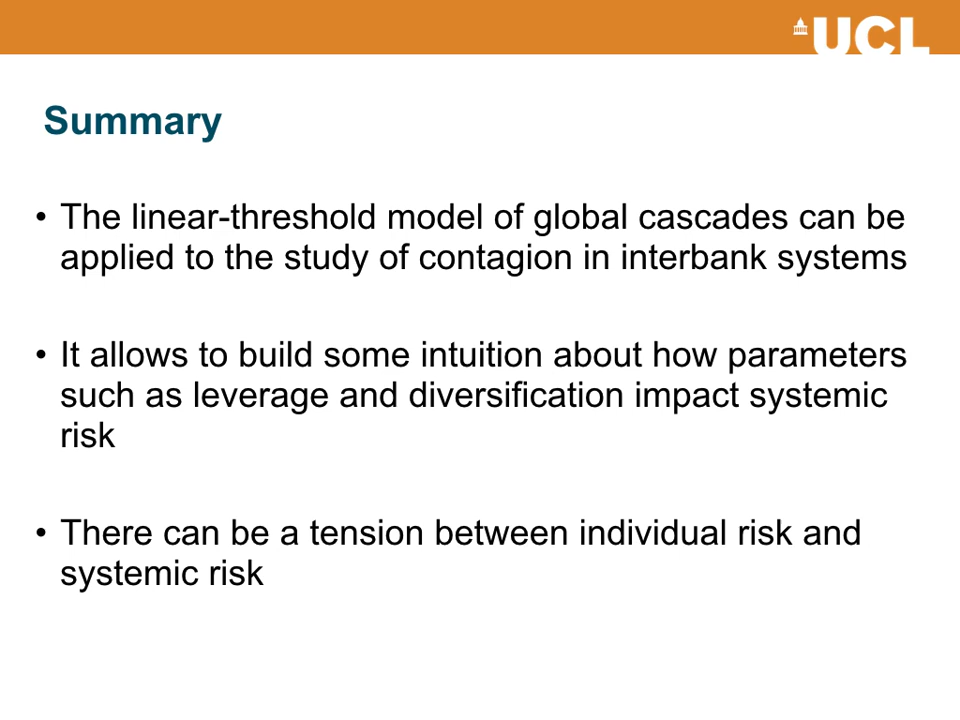 UCL
Summary
• The linear-threshold model of global cascades can be
applied to the study of contagion in interbank systems
• It allows to build some intuition about how parameters
such as leverage and diversification impact systemic
risk
• There can be a tension between individual risk and
systemic risk